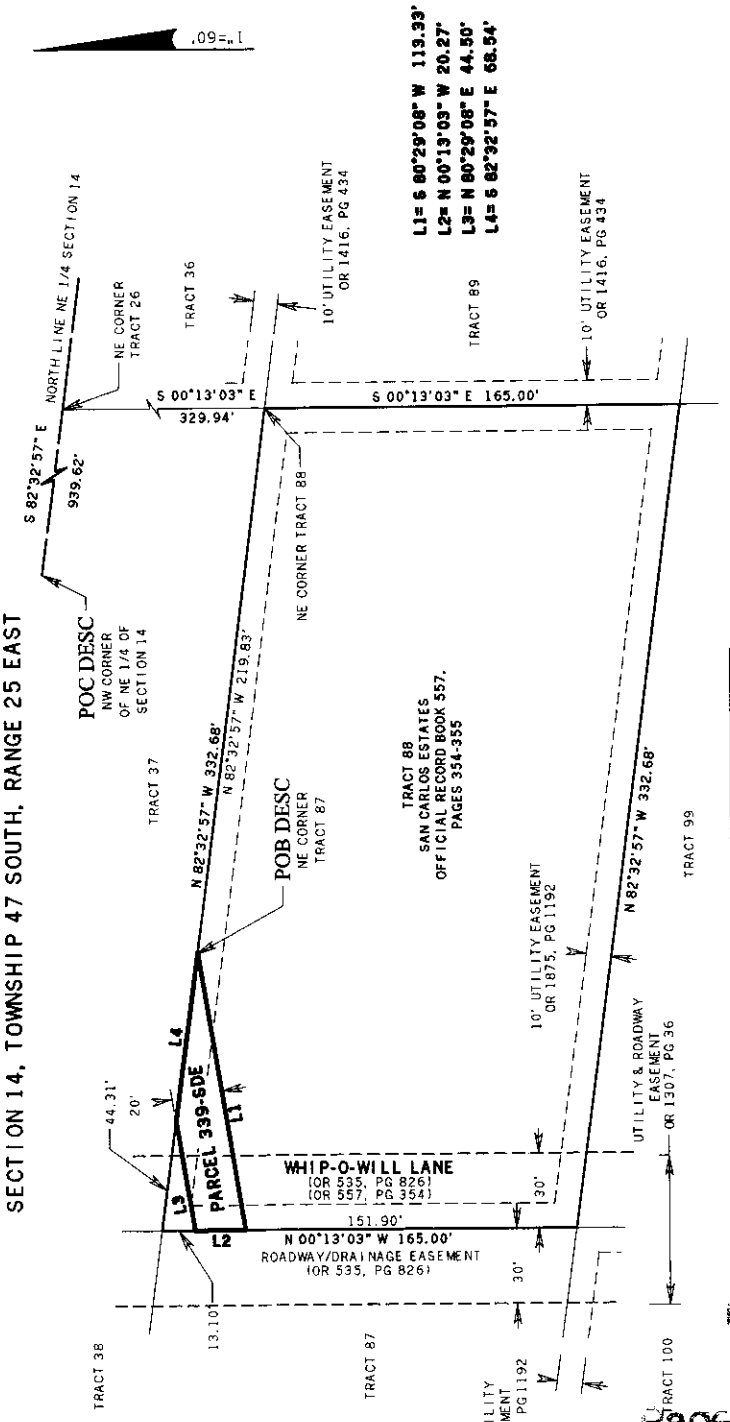 SECTION 14, TOWNSHIP 47 SOUTH, RANGE 25 EAST
1"=60'
S 82°32'57" E
939.62'
NORTH LINE NE 1/4 SECTION 14
POC DESC
NW CORNER
OF NE 1/4 OF
SECTION 14
NE CORNER
TRACT 26
TRACT 36
TRACT 37
TRACT 38
S 00°13'03" E
329.94'
10' UTILITY EASEMENT
OR 1416, PG 434
L1= S 80°29'08" W 113.93'
L2= N 00°13'03" W 20.27'
L3= N 80°29'08" E 44.50'
L4= S 82°32'57" E 68.54'
N 82°32'57" W 332.68'
N 82°32'57" W 219.83'
NE CORNER TRACT 88
S 00°13'03" E 165.00'
TRACT 89
10' UTILITY EASEMENT
OR 1416, PG 434
POB DESC
NE CORNER
TRACT 87
44.31'
20'
L4
L3
PARCEL 339-SDE
L1
L2
13.10'
TRACT 88
SAN CARLOS ESTATES
OFFICIAL RECORD BOOK 557,
PAGES 354-355
WHIP-O-WILL LANE
(OR 535, PG 826)
(OR 557, PG 354)
30'
151.90'
N 00°13'03" W 165.00'
ROADWAY/DRAINAGE EASEMENT
(OR 535, PG 826)
30'
10' UTILITY EASEMENT
OR 1875, PG 1192
N 82°32'57" W 332.68'
UTILITY & ROADWAY
EASEMENT
OR 1307, PG 36
TRACT 87
TRACT 99
TRACT 100
ILITY
MENT
PG 1192